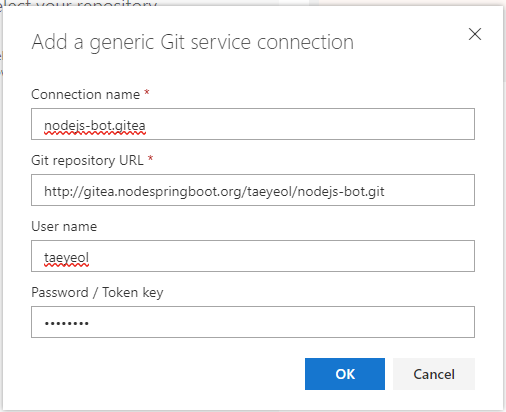 elect your repository
Add a generic Git service connection
Connection name *
nodejs-bot.gitea
Git repository URL *
http://gitea.nodespringboot.org/taeyeol/nodejs-bot.git
User name
taeyeol
Password / Token key
••••••••
OK
Cancel